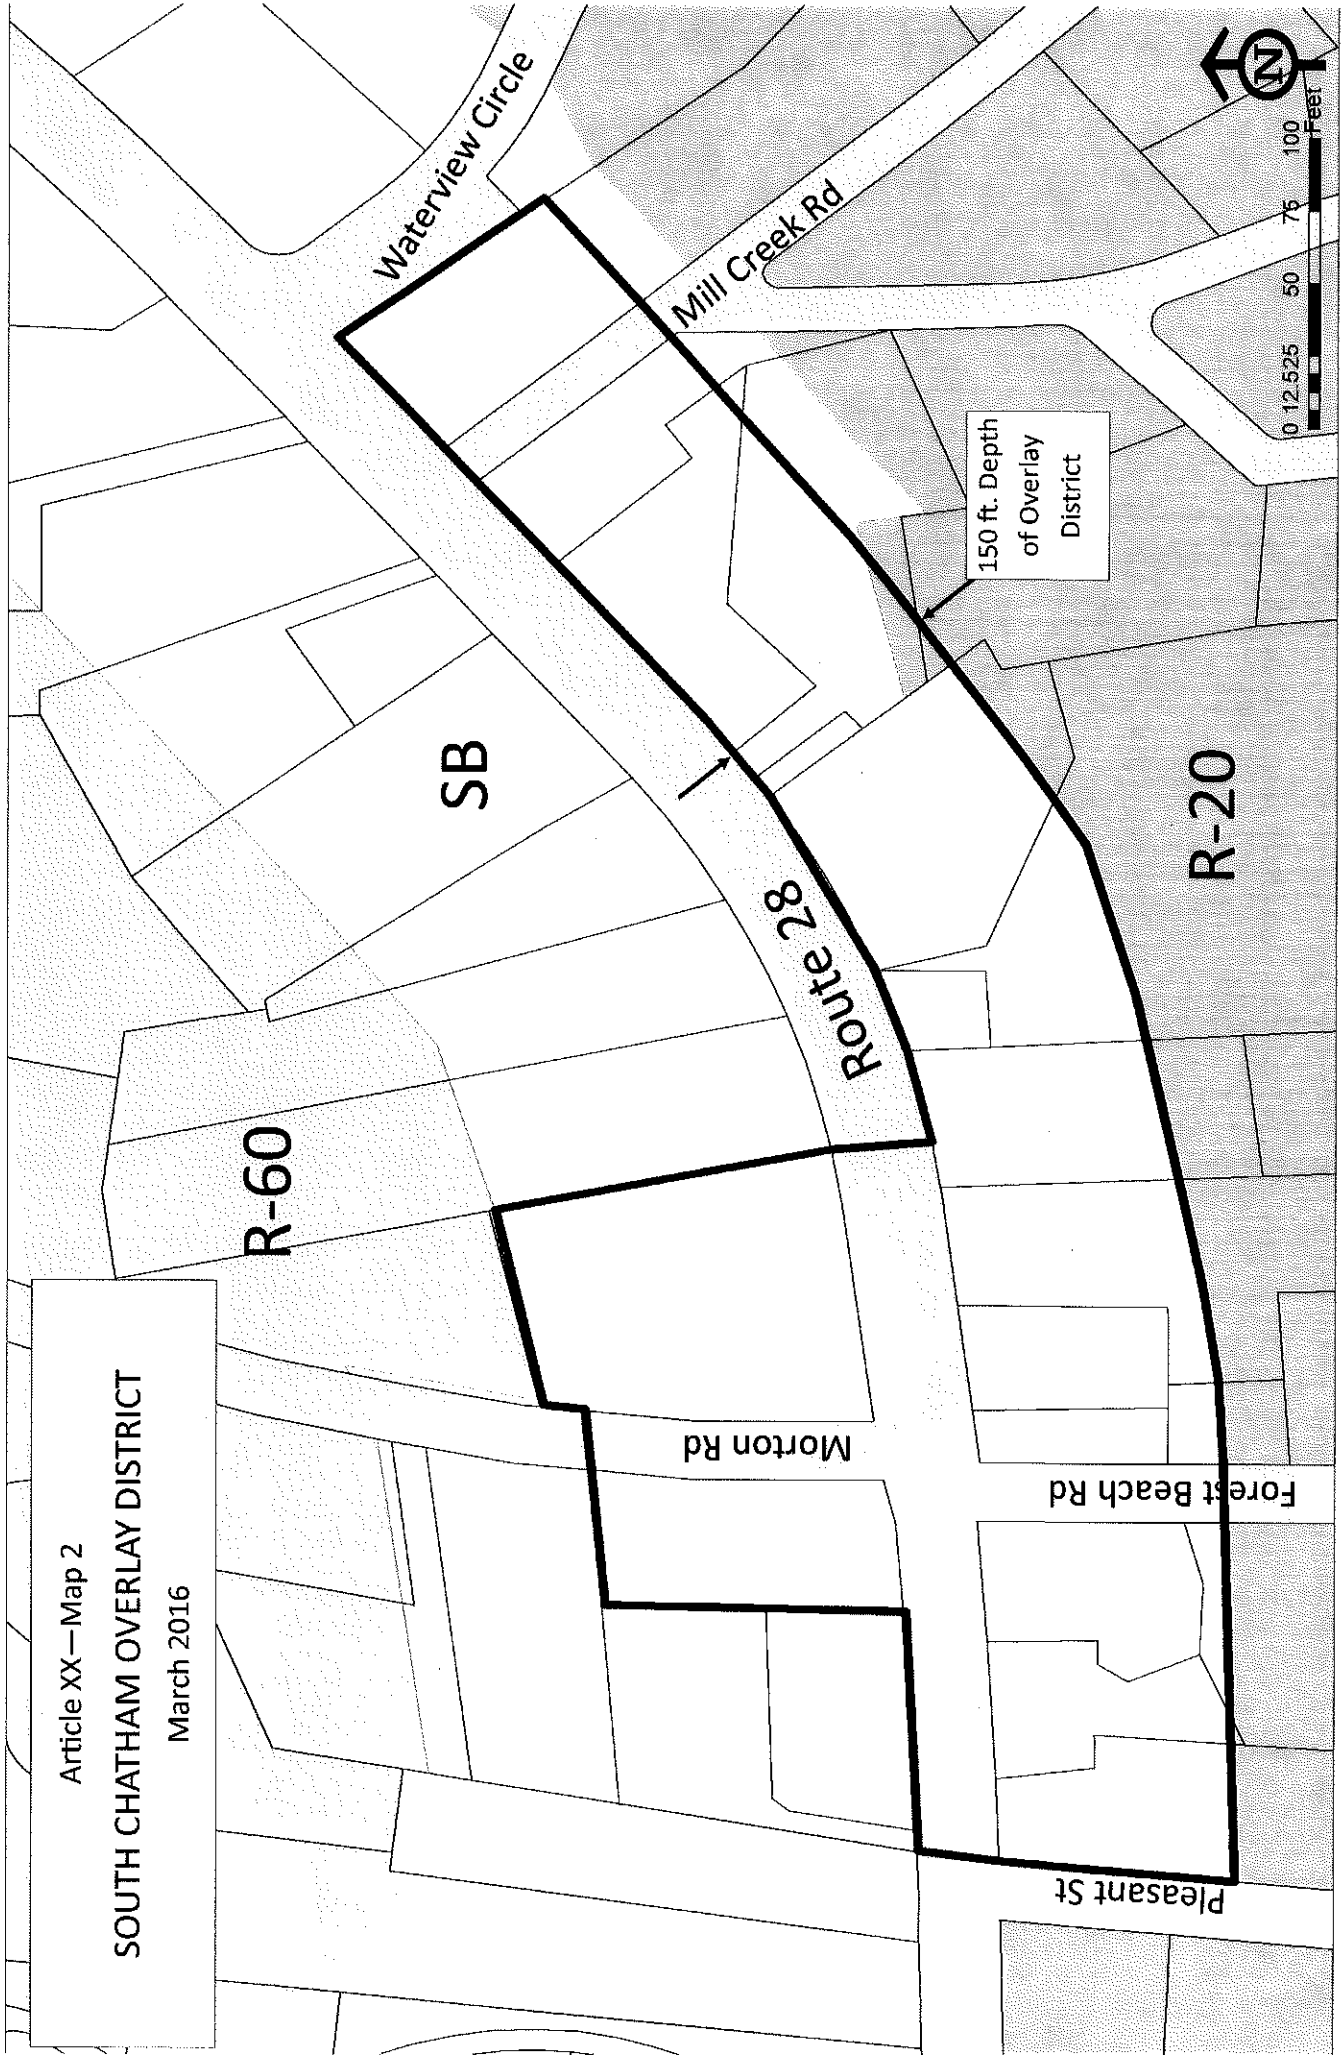 Article XX—Map 2
SOUTH CHATHAM OVERLAY DISTRICT
March 2016
R-60
SB
Waterview Circle
Mill Creek Rd
Route 28
Morton Rd
Forest Beach Rd
Pleasant St
150 ft. Depth
of Overlay
District
R-20
0 12.525 50 75 100
Feet
N